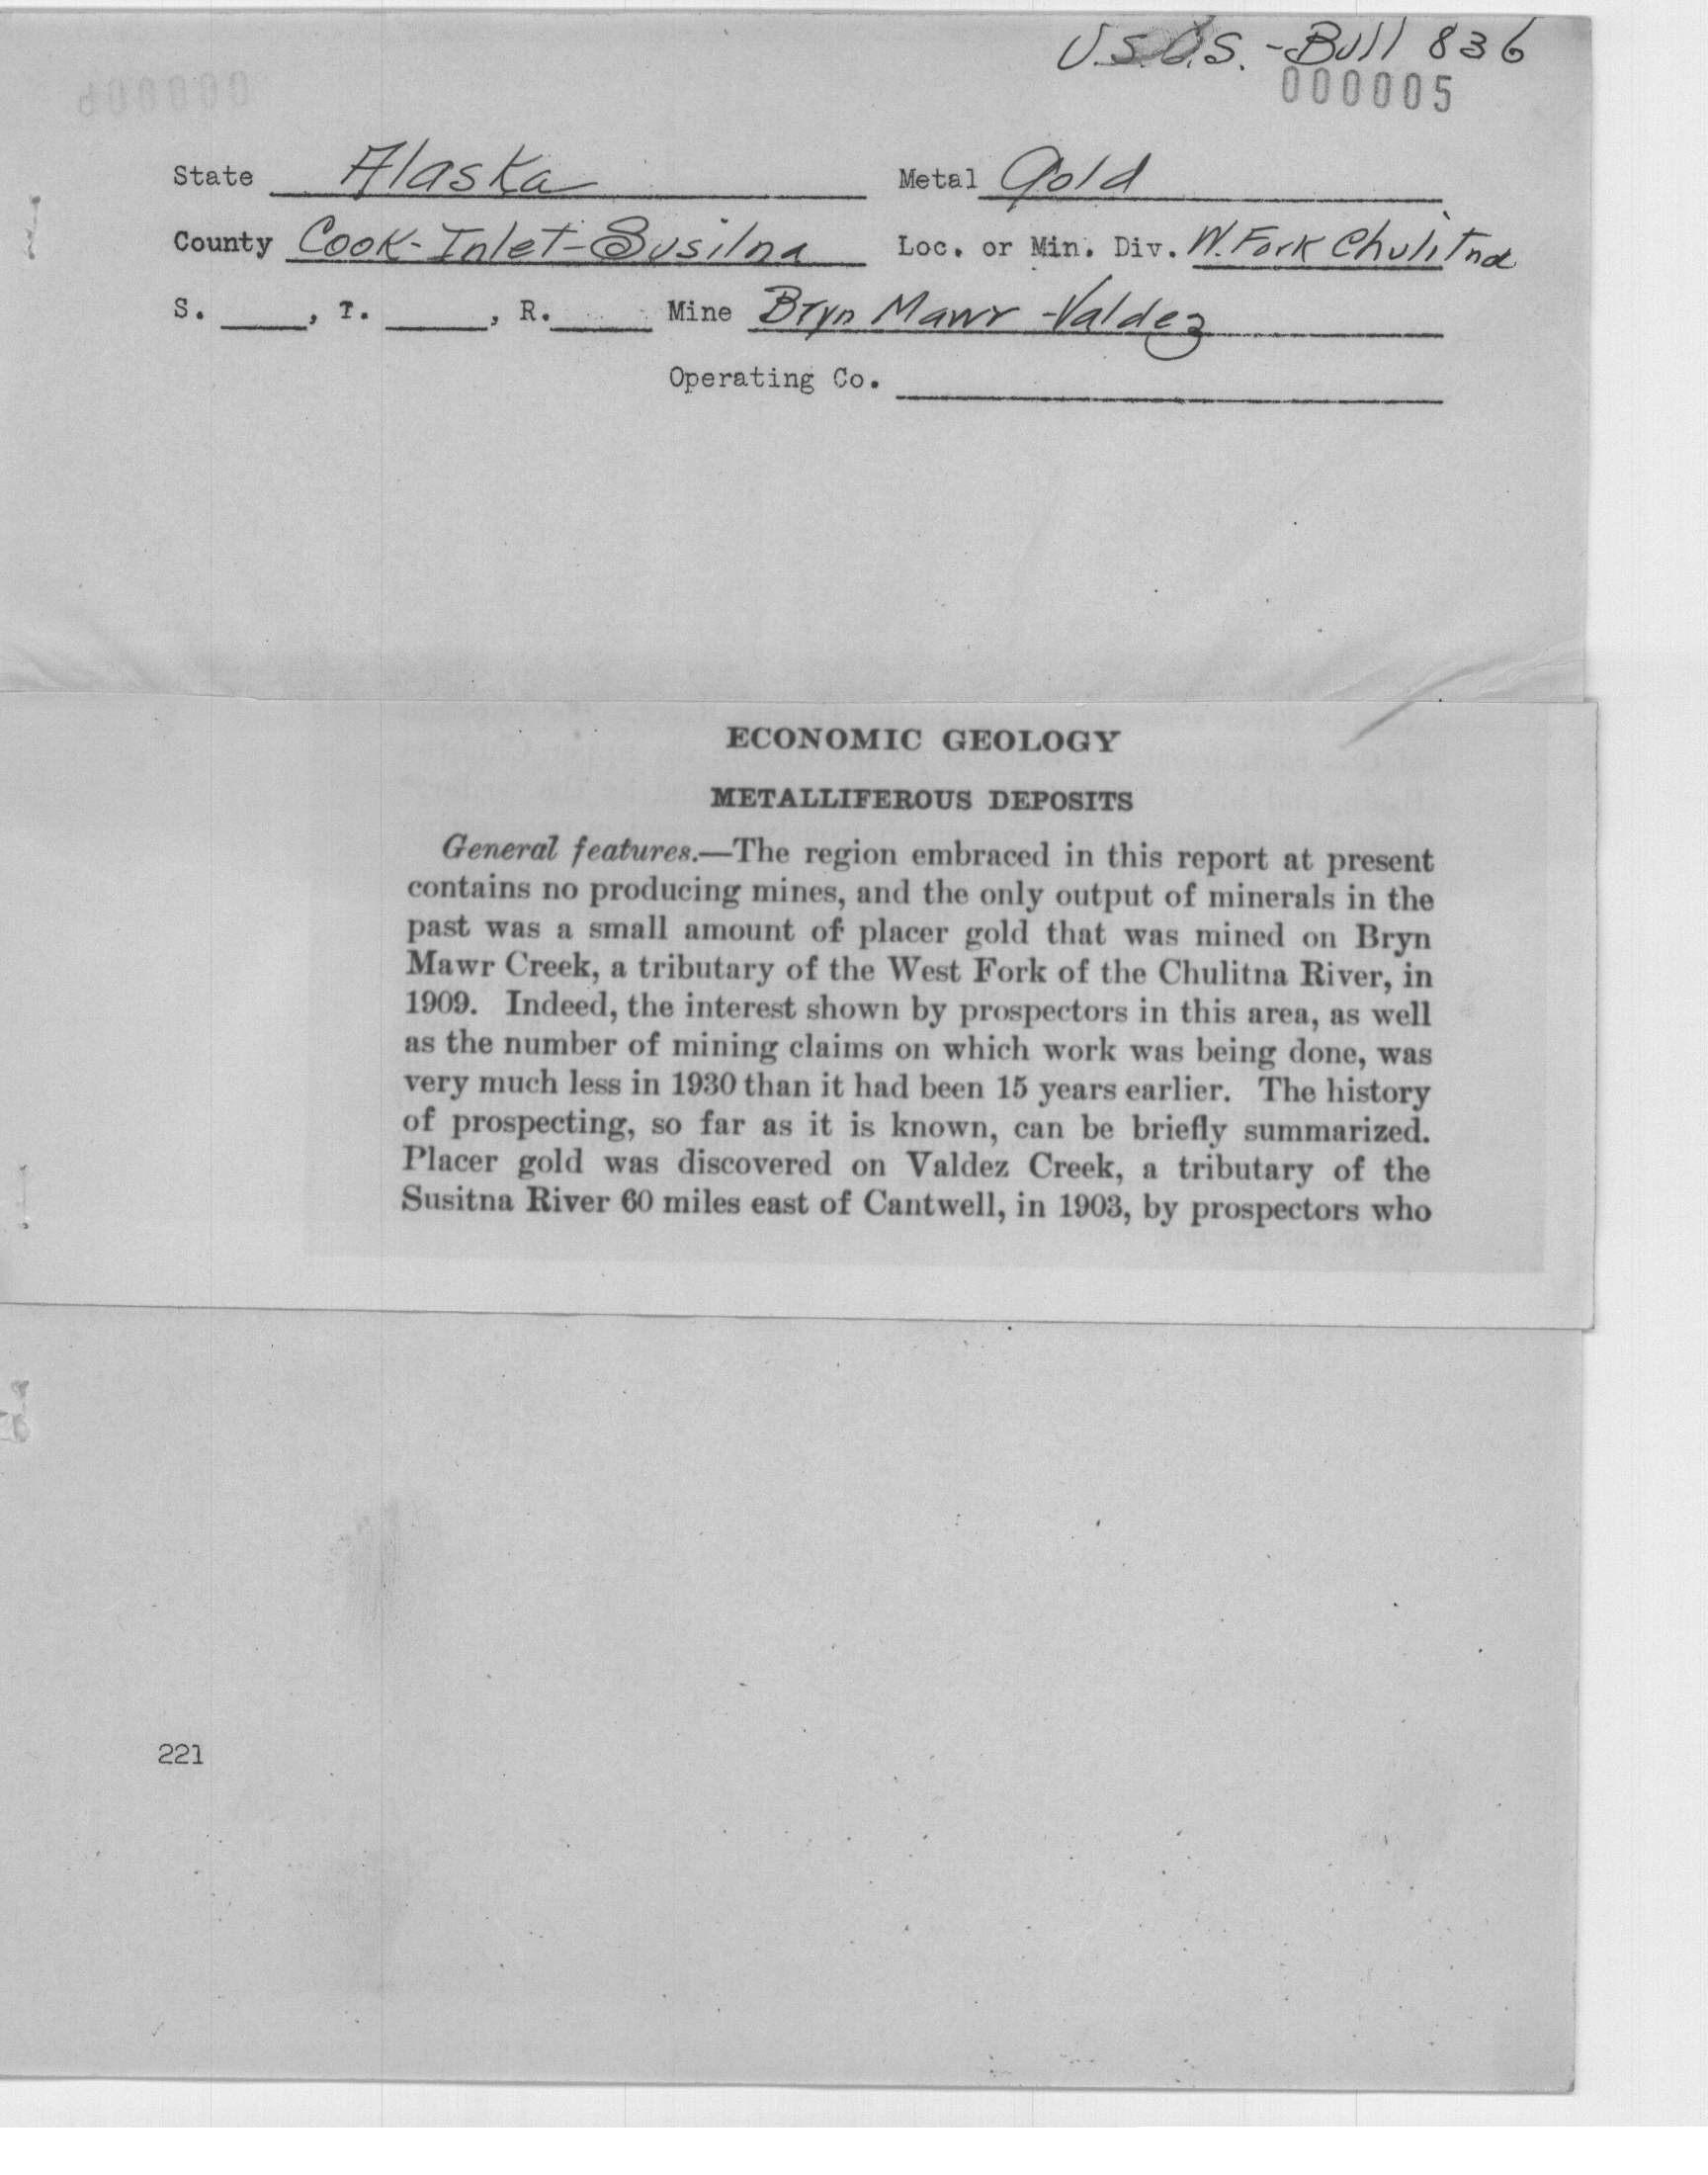 U.S.G.S. - Bull 836
000005
State Alaska Metal Gold
County Cook-Inlet-Susilna Loc. or Min. Div. W. Fork Chulitna
S. ____, T. ____, R. ____ Mine Bryn Mawr - Valdez
Operating Co. ____
ECONOMIC GEOLOGY
METALLIFEROUS DEPOSITS
General features.—The region embraced in this report at present
contains no producing mines, and the only output of minerals in the
past was a small amount of placer gold that was mined on Bryn
Mawr Creek, a tributary of the West Fork of the Chulitna River, in
1909. Indeed, the interest shown by prospectors in this area, as well
as the number of mining claims on which work was being done, was
very much less in 1930 than it had been 15 years earlier. The history
of prospecting, so far as it is known, can be briefly summarized.
Placer gold was discovered on Valdez Creek, a tributary of the
Susitna River 60 miles east of Cantwell, in 1903, by prospectors who
221